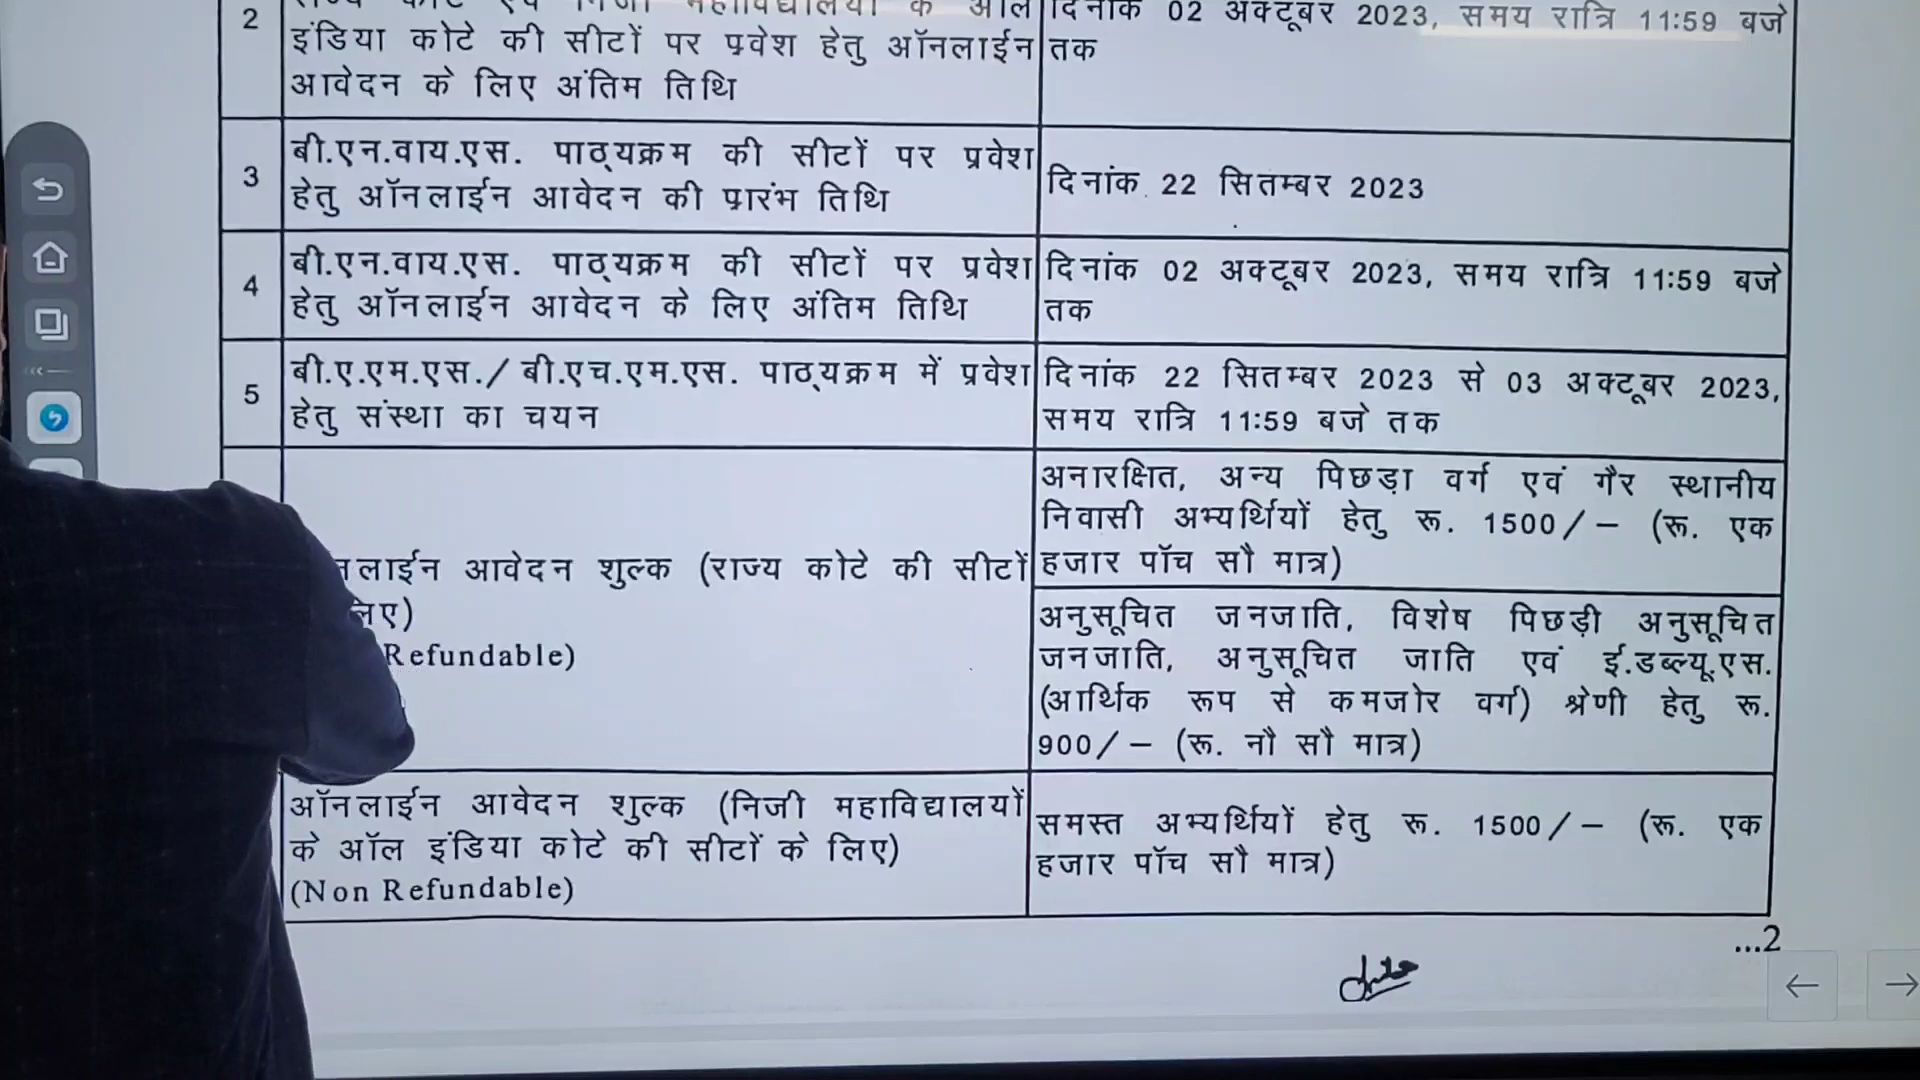 2
राज्य कोटे एवं निजी महाविद्यालयों के ऑल
इंडिया कोटे की सीटों पर प्रवेश हेतु ऑनलाईन
आवेदन के लिए अंतिम तिथि
दिनांक 02 अक्टूबर 2023, समय रात्रि 11:59 बजे
तक
3
बी.एन.वाय.एस. पाठ्यक्रम की सीटों पर प्रवेश
हेतु ऑनलाईन आवेदन की प्रारंभ तिथि
दिनांक 22 सितम्बर 2023
4
बी.एन.वाय.एस. पाठ्यक्रम की सीटों पर प्रवेश
हेतु ऑनलाईन आवेदन के लिए अंतिम तिथि
दिनांक 02 अक्टूबर 2023, समय रात्रि 11:59 बजे
तक
5
बी.ए.एम.एस./ बी.एच.एम.एस. पाठ्यक्रम में प्रवेश
हेतु संस्था का चयन
दिनांक 22 सितम्बर 2023 से 03 अक्टूबर 2023,
समय रात्रि 11:59 बजे तक
आवेदन शुल्क (राज्य कोटे की सीटों
Refundable)
अनारक्षित, अन्य पिछड़ा वर्ग एवं गैर स्थानीय
निवासी अभ्यर्थियों हेतु रू. 1500/– (रू. एक
हजार पॉच सौ मात्र)
अनुसूचित जनजाति, विशेष पिछड़ी अनुसूचित
जनजाति, अनुसूचित जाति एवं ई.डब्ल्यू.एस.
(आर्थिक रूप से कमजोर वर्ग) श्रेणी हेतु रू.
900/– (रू. नौ सौ मात्र)
ऑनलाईन आवेदन शुल्क (निजी महाविद्यालयों
के ऑल इंडिया कोटे की सीटों के लिए)
(Non Refundable)
समस्त अभ्यर्थियों हेतु रू. 1500/– (रू. एक
हजार पॉच सौ मात्र)
...2